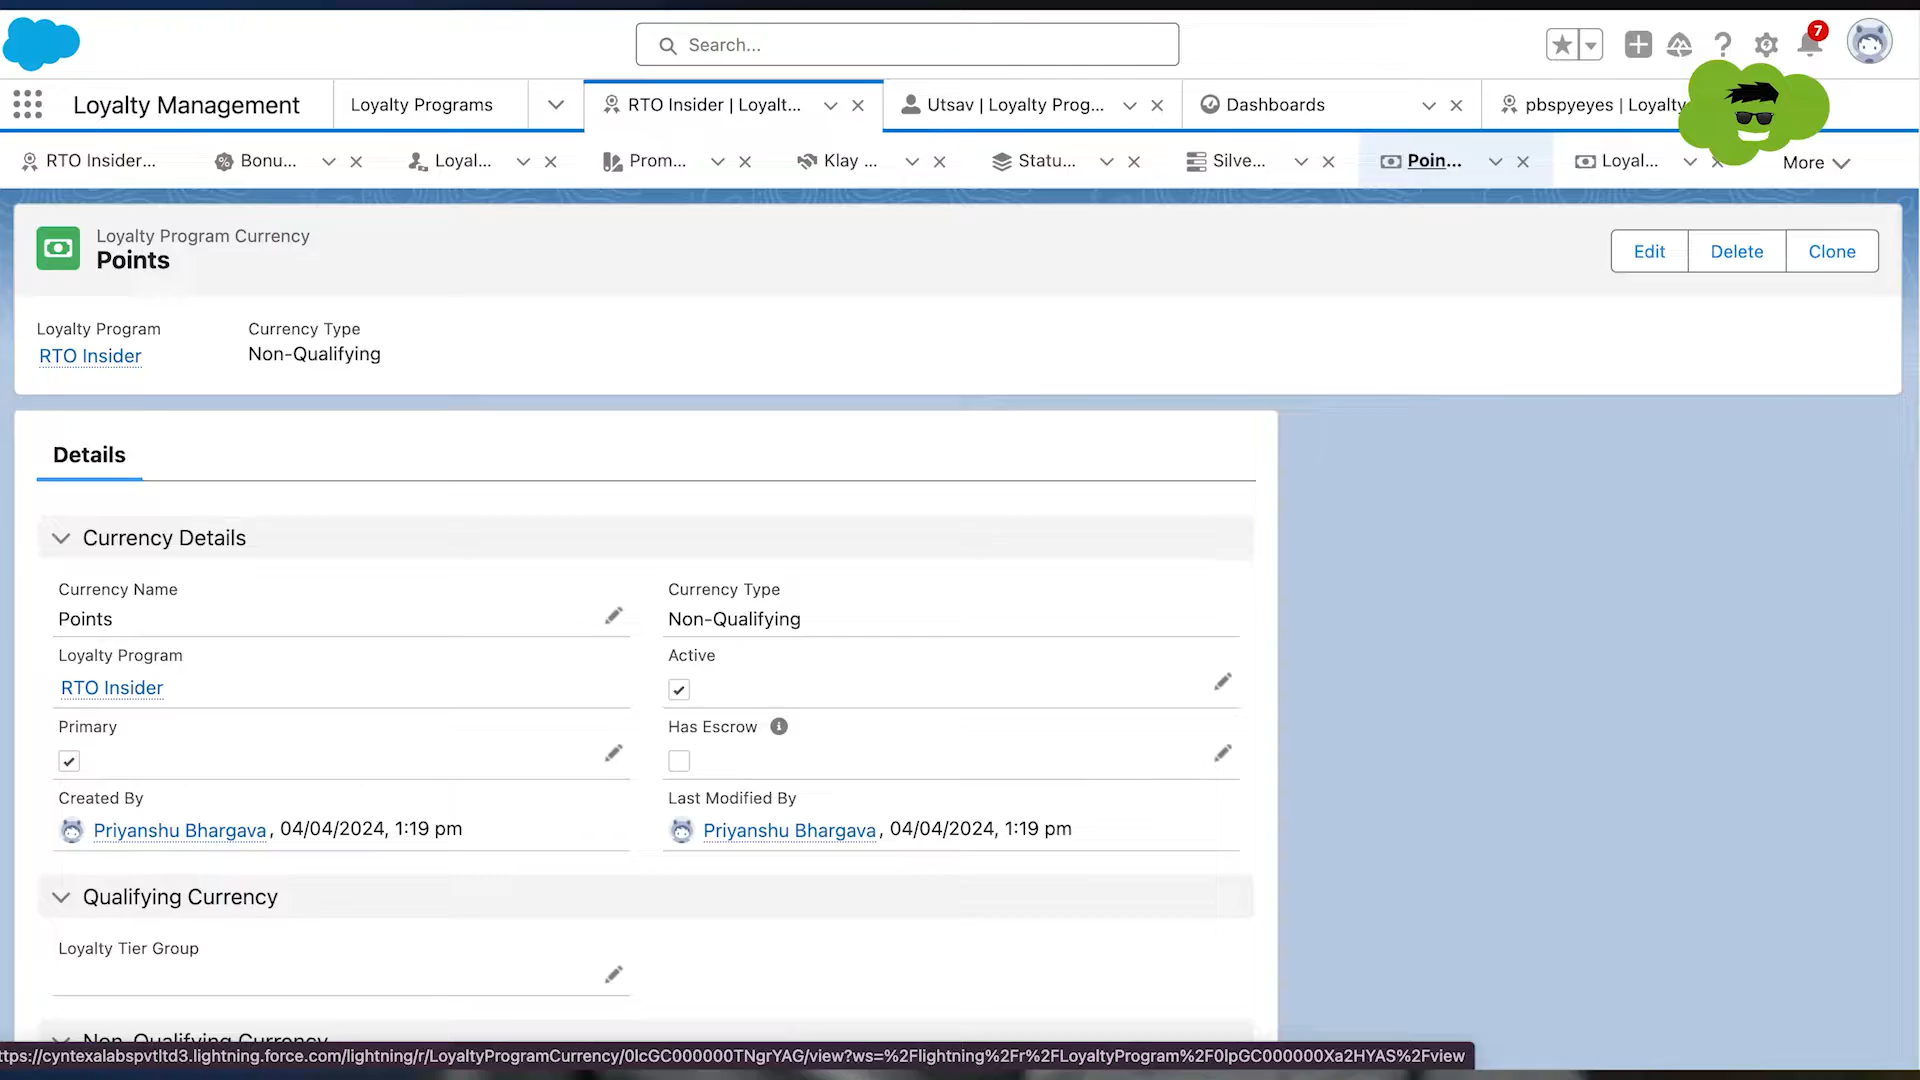 Search...
7
Loyalty Management
Loyalty Programs
RTO Insider | Loyalt...
Utsav | Loyalty Prog...
Dashboards
pbspyeyes | Loyalty
RTO Insider...
Bonu...
Loyal...
Prom...
Klay ...
Statu...
Silve...
Poin...
Loyal...
More
Loyalty Program Currency
Points
Edit
Delete
Clone
Loyalty Program
Currency Type
RTO Insider
Non-Qualifying
Details
Currency Details
Currency Name
Currency Type
Points
Non-Qualifying
Loyalty Program
Active
RTO Insider
Primary
Has Escrow
Created By
Last Modified By
Priyanshu Bhargava, 04/04/2024, 1:19 pm
Priyanshu Bhargava, 04/04/2024, 1:19 pm
Qualifying Currency
Loyalty Tier Group
Non-Qualifying Currency
ttps://cyntexalabspvtltd3.lightning.force.com/lightning/r/LoyaltyProgramCurrency/0lcGC000000TNgrYAG/view?ws=%2Flightning%2Fr%2FLoyaltyProgram%2F0lpGC000000Xa2HYAS%2Fview